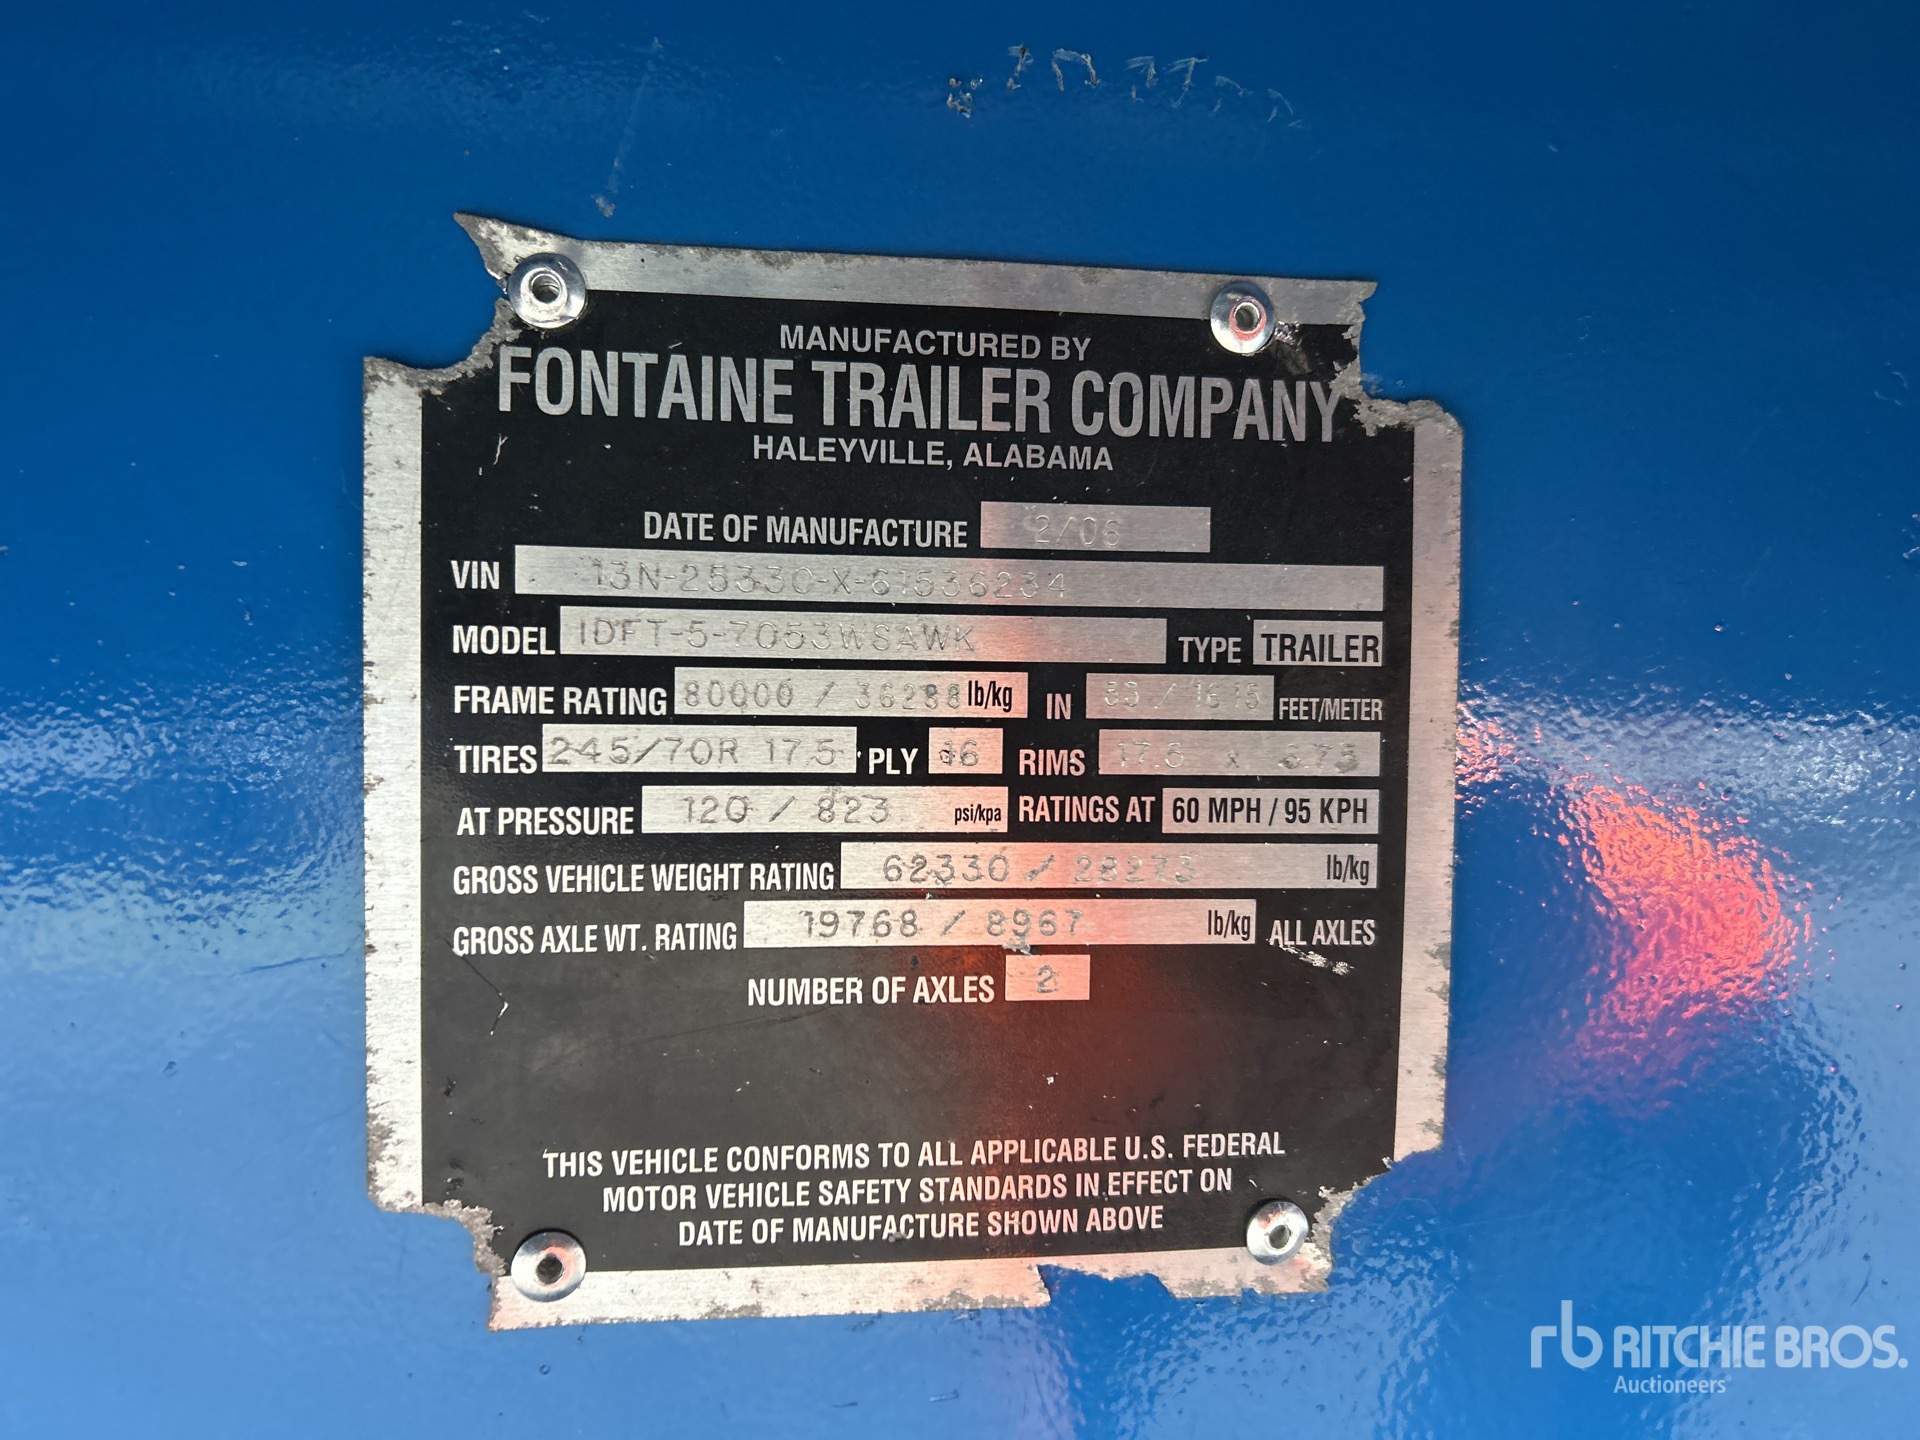 MANUFACTURED BY
FONTAINE TRAILER COMPANY
HALEYVILLE, ALABAMA
DATE OF MANUFACTURE 2/06
VIN 13N-25330-X-61536234
MODEL IDFT-5-7053WSAWK TYPE TRAILER
FRAME RATING 80000 / 36288 lb/kg IN 53 / 16.15 FEET/METER
TIRES 245/70R 17.5 PLY 16 RIMS 17.5 X 6.75
AT PRESSURE 120 / 823 psi/kpa RATINGS AT 60 MPH / 95 KPH
GROSS VEHICLE WEIGHT RATING 62330 / 28273 lb/kg
GROSS AXLE WT. RATING 19768 / 8967 lb/kg ALL AXLES
NUMBER OF AXLES 2
THIS VEHICLE CONFORMS TO ALL APPLICABLE U.S. FEDERAL
MOTOR VEHICLE SAFETY STANDARDS IN EFFECT ON
DATE OF MANUFACTURE SHOWN ABOVE
rb RITCHIE BROS.
Auctioneers